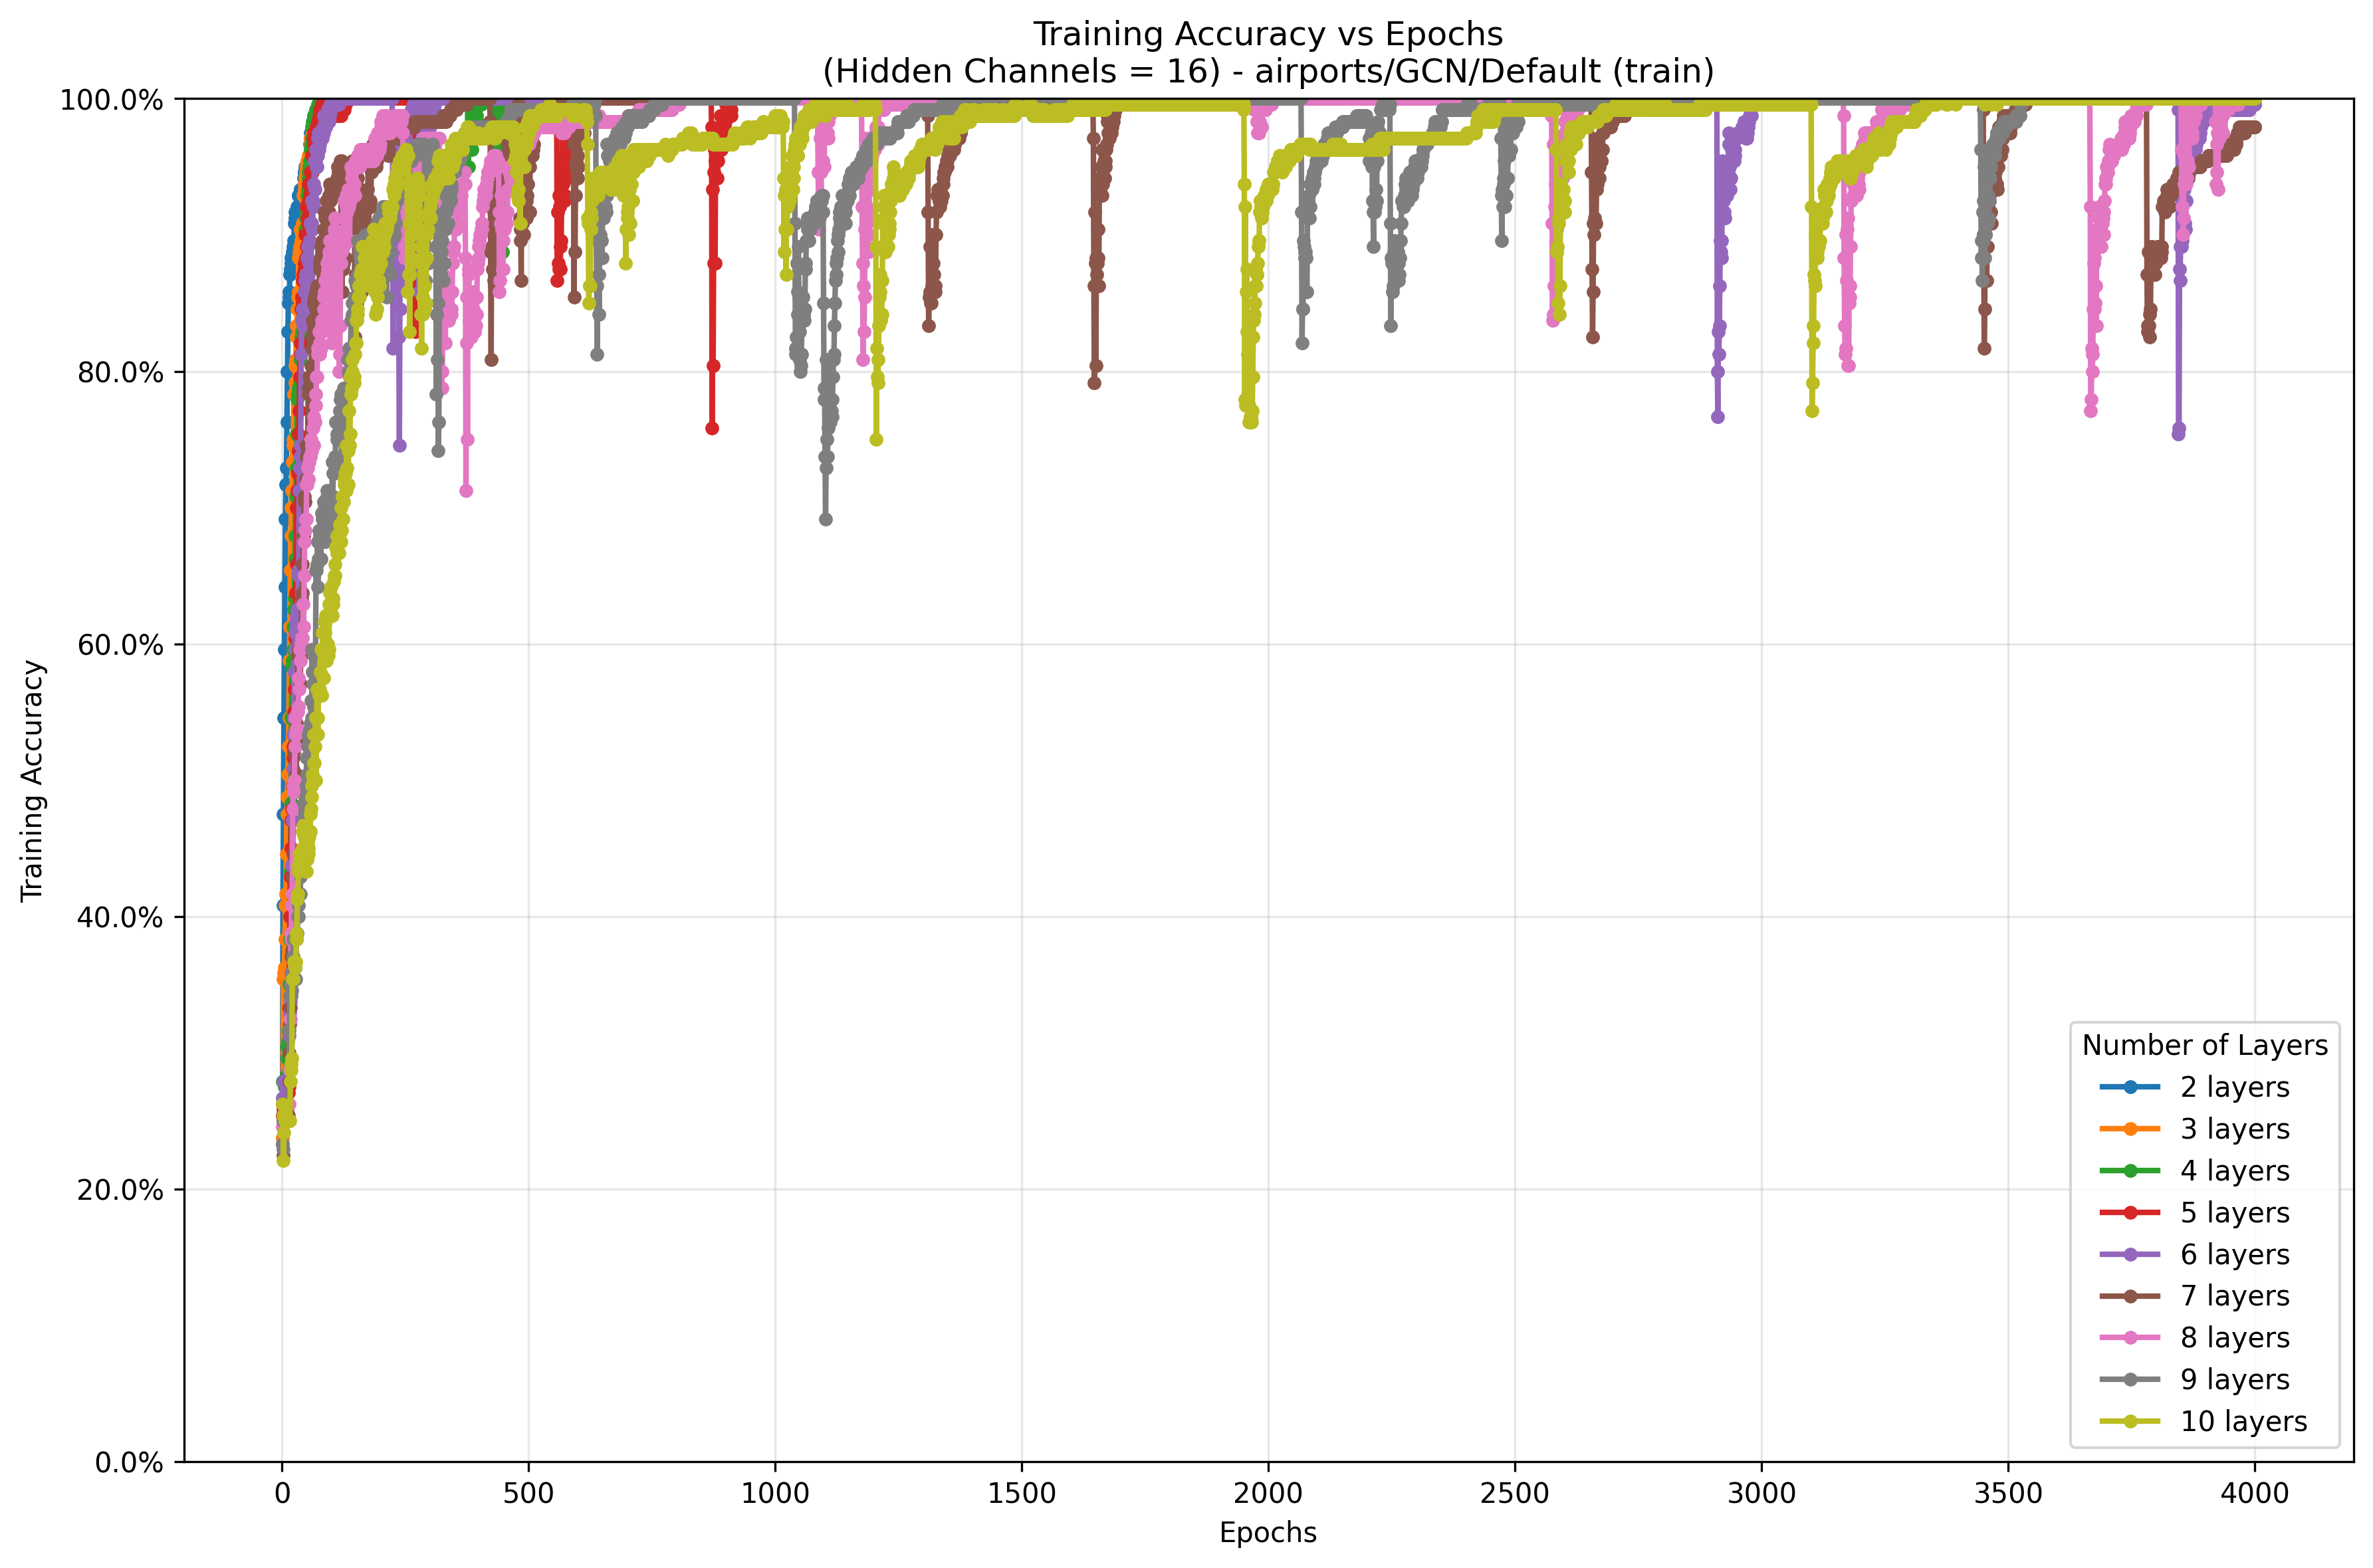 Training Accuracy vs Epochs
(Hidden Channels = 16) - airports/GCN/Default (train)
Training Accuracy
100.0%
80.0%
60.0%
40.0%
20.0%
0.0%
0
500
1000
1500
2000
2500
3000
3500
4000
Epochs
Number of Layers
2 layers
3 layers
4 layers
5 layers
6 layers
7 layers
8 layers
9 layers
10 layers